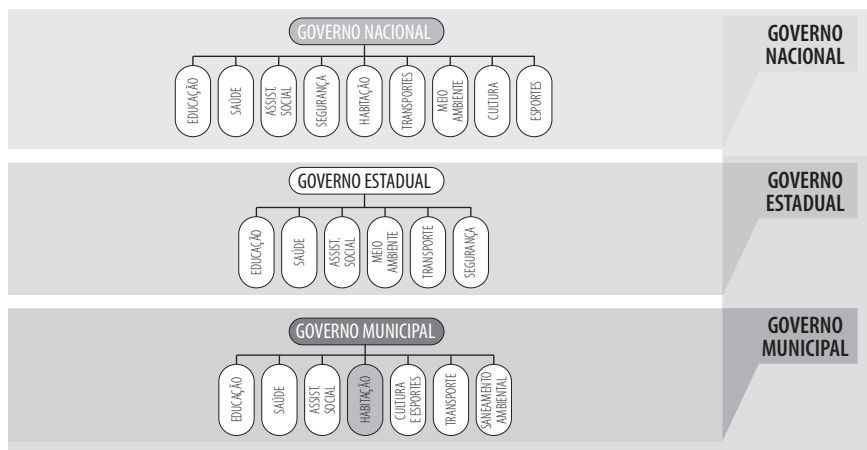 GOVERNO NACIONAL
EDUCAÇÃO
SAÚDE
ASSIST.
SOCIAL
SEGURANÇA
HABITAÇÃO
TRANSPORTES
MEIO
AMBIENTE
CULTURA
ESPORTES
GOVERNO
NACIONAL
GOVERNO ESTADUAL
EDUCAÇÃO
SAÚDE
ASSIST.
SOCIAL
MEIO
AMBIENTE
TRANSPORTE
SEGURANÇA
GOVERNO
ESTADUAL
GOVERNO MUNICIPAL
EDUCAÇÃO
SAÚDE
ASSIST.
SOCIAL
HABITAÇÃO
CULTURA
E ESPORTES
TRANSPORTE
SANEAMENTO
AMBIENTAL
GOVERNO
MUNICIPAL